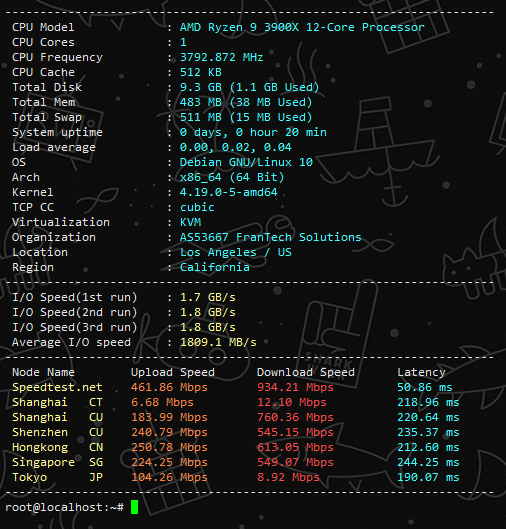 ----------------------------------------------------------------------
CPU Model : AMD Ryzen 9 3900X 12-Core Processor
CPU Cores : 1
CPU Frequency : 3792.872 MHz
CPU Cache : 512 KB
Total Disk : 9.3 GB (1.1 GB Used)
Total Mem : 483 MB (38 MB Used)
Total Swap : 511 MB (15 MB Used)
System uptime : 0 days, 0 hour 20 min
Load average : 0.00, 0.02, 0.04
OS : Debian GNU/Linux 10
Arch : x86_64 (64 Bit)
Kernel : 4.19.0-5-amd64
TCP CC : cubic
Virtualization : KVM
Organization : AS53667 FranTech Solutions
Location : Los Angeles / US
Region : California
----------------------------------------------------------------------
I/O Speed(1st run) : 1.7 GB/s
I/O Speed(2nd run) : 1.8 GB/s
I/O Speed(3rd run) : 1.8 GB/s
Average I/O speed : 1809.1 MB/s
----------------------------------------------------------------------
Node Name Upload Speed Download Speed Latency
Speedtest.net 461.86 Mbps 934.21 Mbps 50.86 ms
Shanghai CT 6.68 Mbps 12.10 Mbps 218.96 ms
Shanghai CU 183.99 Mbps 760.36 Mbps 220.64 ms
Shenzhen CU 240.79 Mbps 545.15 Mbps 235.37 ms
Hongkong CN 250.78 Mbps 613.05 Mbps 212.60 ms
Singapore SG 224.25 Mbps 549.07 Mbps 244.25 ms
Tokyo JP 104.26 Mbps 8.92 Mbps 190.07 ms
----------------------------------------------------------------------
root@localhost:~#
SHARK